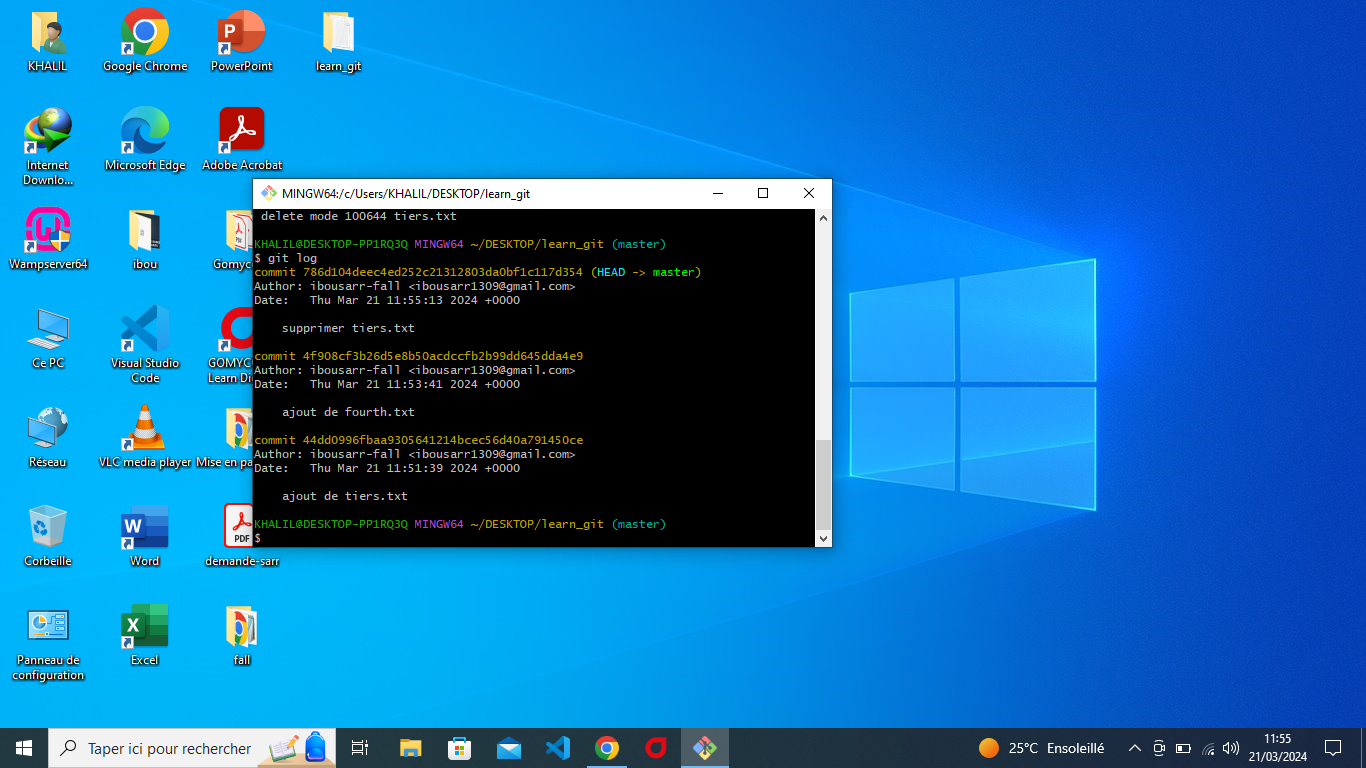 KHALIL
Google Chrome
PowerPoint
learn_git
Internet
Downlo...
Microsoft Edge
Adobe Acrobat
Wampserver64
ibou
Gomyc
Ce PC
Visual Studio
Code
GOMYC
Learn Di
Réseau
VLC media player
Mise en pa
Corbeille
Word
PDF
demande-sarr
Panneau de
configuration
Excel
fall
MINGW64:/c/Users/KHALIL/DESKTOP/learn_git
delete mode 100644 tiers.txt
KHALIL@DESKTOP-PP1RQ3Q MINGW64 ~/DESKTOP/learn_git (master)
$ git log
commit 786d104deec4ed252c21312803da0bf1c117d354 (HEAD -> master)
Author: ibousarr-fall <ibousarr1309@gmail.com>
Date:   Thu Mar 21 11:55:13 2024 +0000
supprimer tiers.txt
commit 4f908cf3b26d5e8b50acdccfb2b99dd645dda4e9
Author: ibousarr-fall <ibousarr1309@gmail.com>
Date:   Thu Mar 21 11:53:41 2024 +0000
ajout de fourth.txt
commit 44dd0996fbaa9305641214bcec56d40a791450ce
Author: ibousarr-fall <ibousarr1309@gmail.com>
Date:   Thu Mar 21 11:51:39 2024 +0000
ajout de tiers.txt
KHALIL@DESKTOP-PP1RQ3Q MINGW64 ~/DESKTOP/learn_git (master)
$
Taper ici pour rechercher
25°C Ensoleillé
11:55
21/03/2024